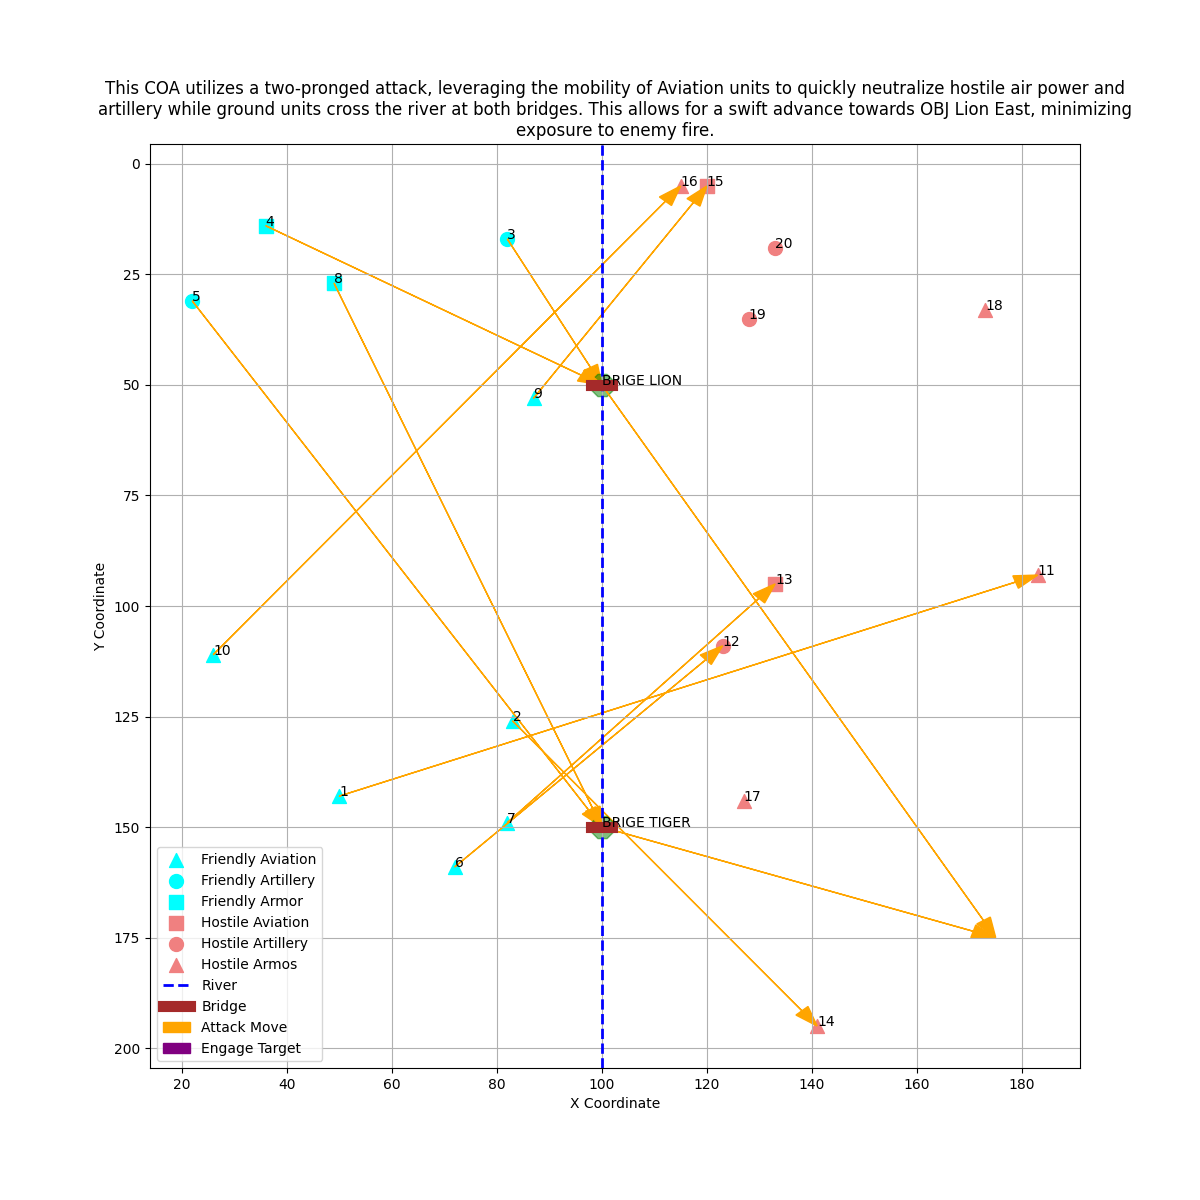 This COA utilizes a two-pronged attack, leveraging the mobility of Aviation units to quickly neutralize hostile air power and
artillery while ground units cross the river at both bridges. This allows for a swift advance towards OBJ Lion East, minimizing
exposure to enemy fire.
0
25
50
75
100
125
150
175
200
Y Coordinate
16
15
4
3
20
8
5
19
18
BRIGE LION
9
13
11
12
10
2
1
17
7
BRIGE TIGER
6
14
Friendly Aviation
Friendly Artillery
Friendly Armor
Hostile Aviation
Hostile Artillery
Hostile Armos
River
Bridge
Attack Move
Engage Target
20
40
60
80
100
120
140
160
180
X Coordinate